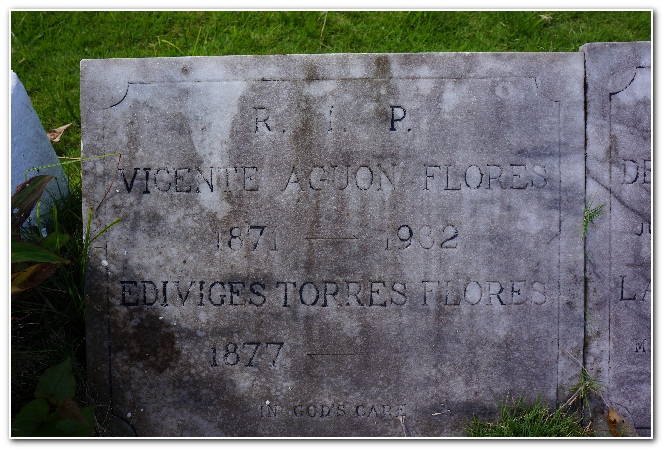 R. I. P.
VICENTE AGUON FLORES
1871 — 1932
EDIVIGES TORRES FLORES
1877 —
IN GOD'S CARE